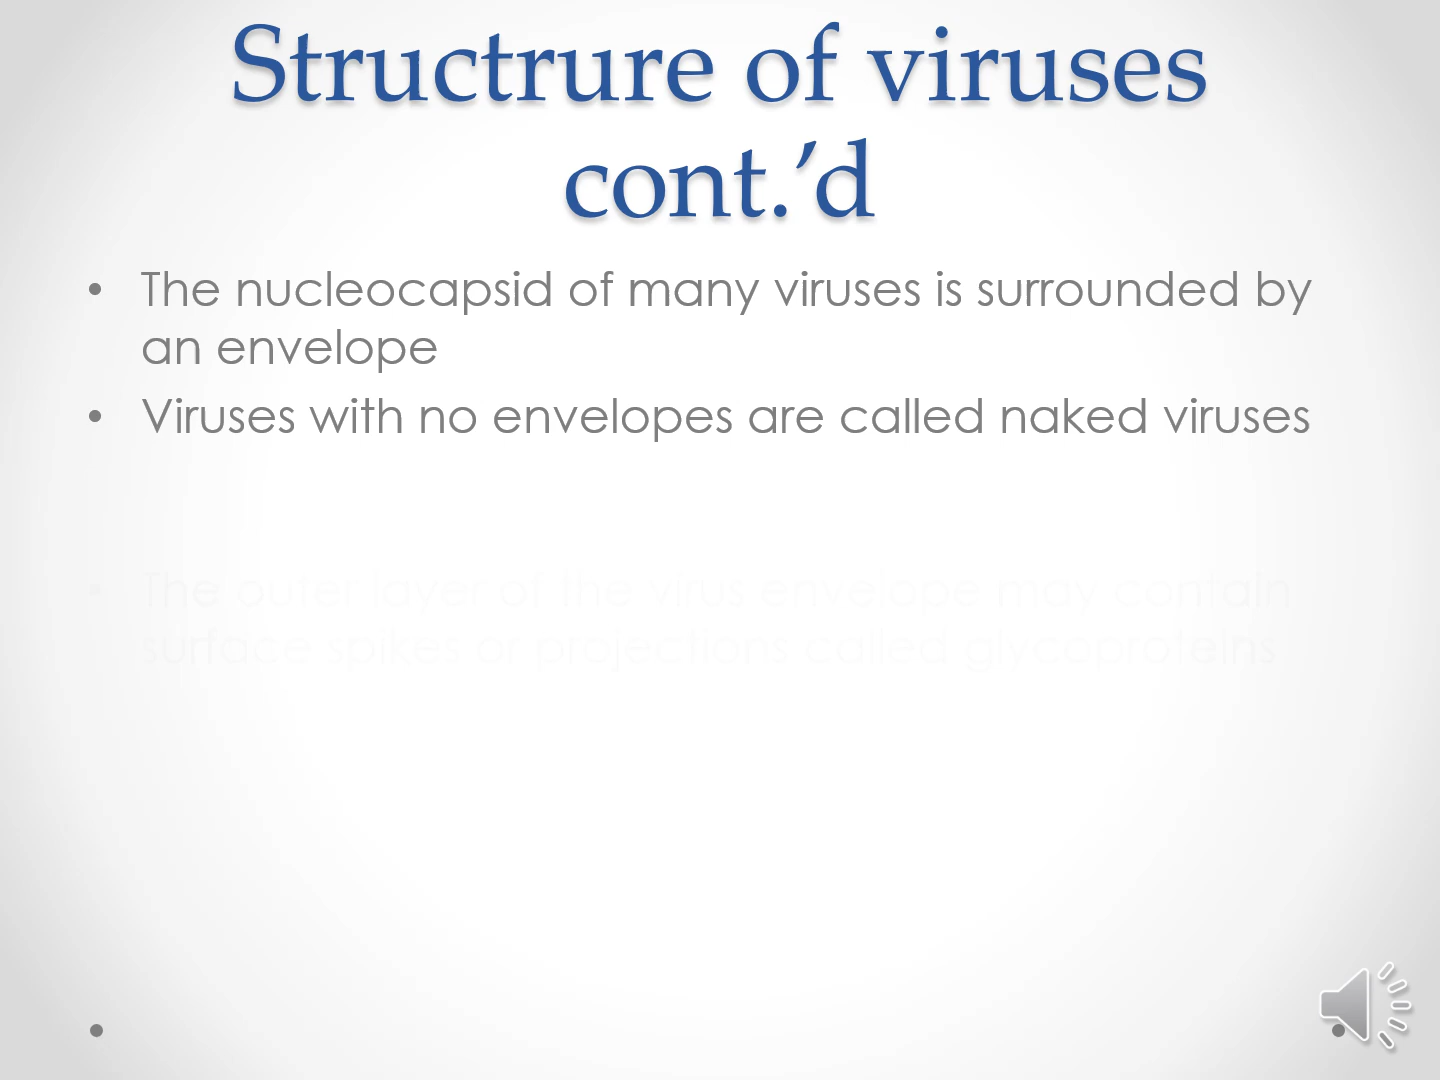 Structrure of viruses
cont.’d
• The nucleocapsid of many viruses is surrounded by
an envelope
• Viruses with no envelopes are called naked viruses
• The outer layer of the virus envelope may contain
surface spikes or projections called glycoproteins